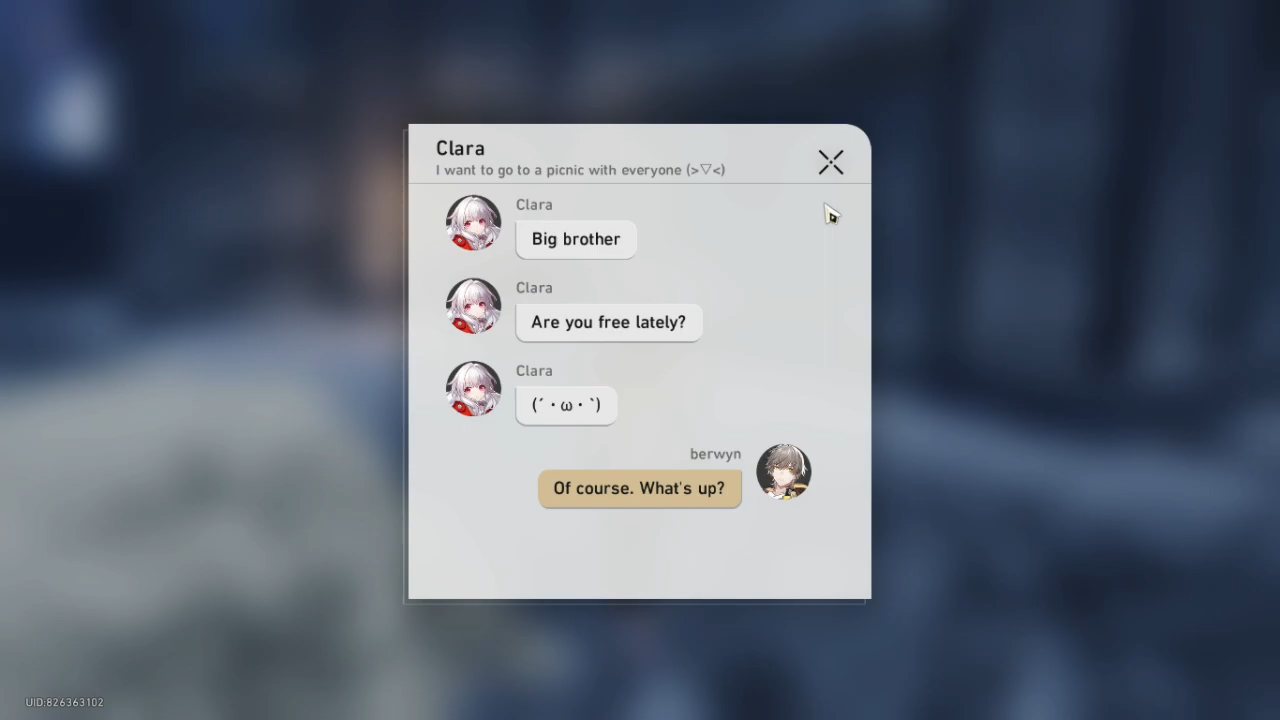 Clara
I want to go to a picnic with everyone (>▽<)
Clara
Big brother
Clara
Are you free lately?
Clara
(´・ω・`)
berwyn
Of course. What's up?
UID:826363102